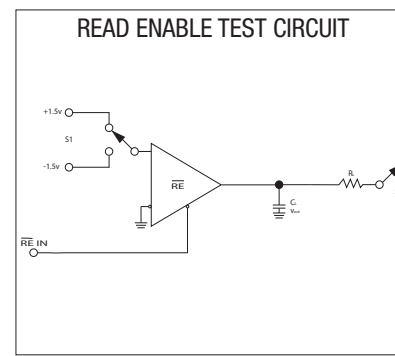 READ ENABLE TEST CIRCUIT
+1.5v
S1
-1.5v
RE
RE IN